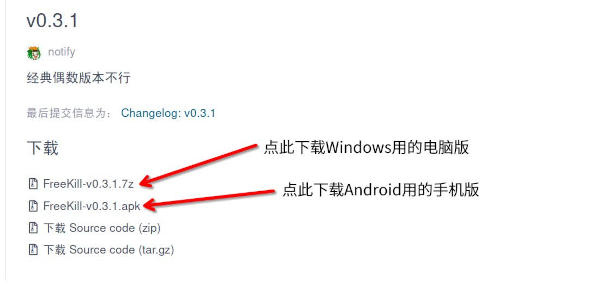 v0.3.1
notify
经典偶数版本不行
最后提交信息为： Changelog: v0.3.1
下载
点此下载Windows用的电脑版
FreeKill-v0.3.1.7z
点此下载Android用的手机版
FreeKill-v0.3.1.apk
下载 Source code (zip)
下载 Source code (tar.gz)